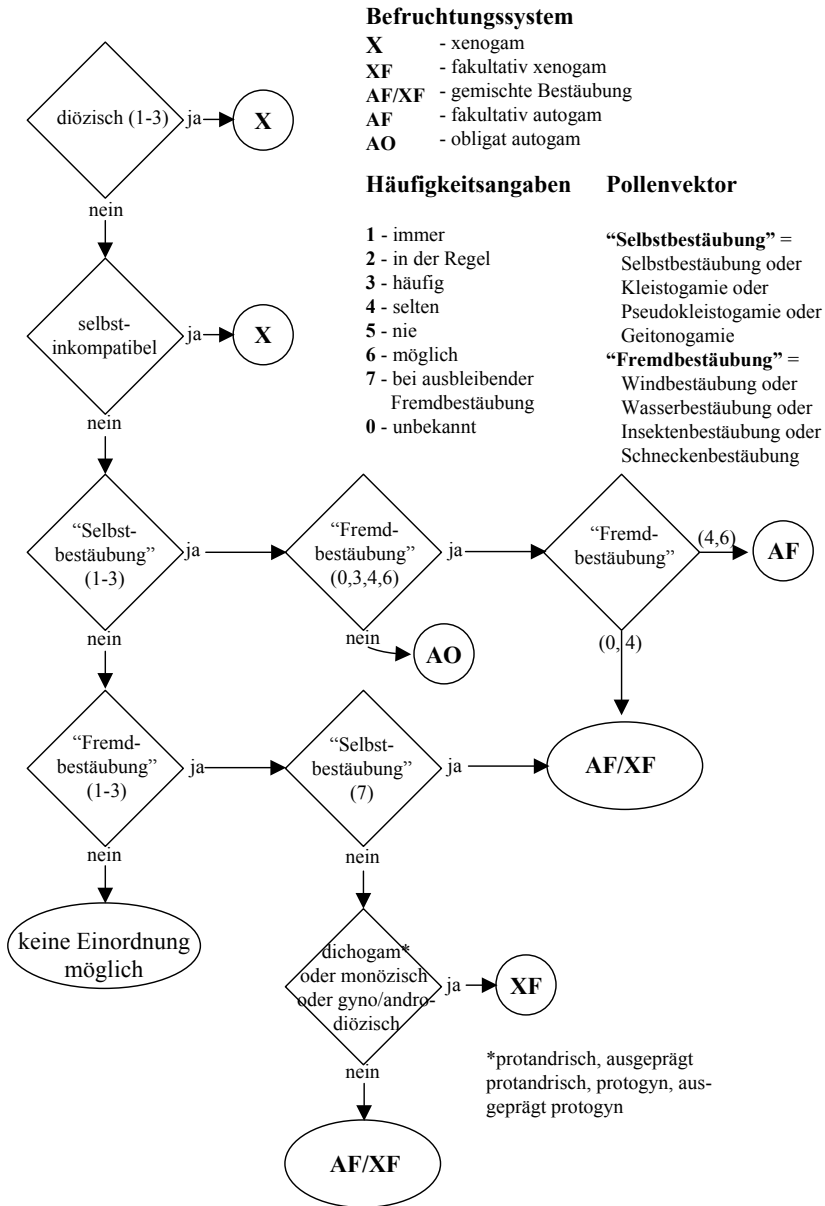 Befruchtungssystem
X - xenogam
XF - fakultativ xenogam
AF/XF - gemischte Bestäubung
AF - fakultativ autogam
AO - obligat autogam
Häufigkeitsangaben
1 - immer
2 - in der Regel
3 - häufig
4 - selten
5 - nie
6 - möglich
7 - bei ausbleibender
Fremdbestäubung
0 - unbekannt
Pollenvektor
“Selbstbestäubung” =
Selbstbestäubung oder
Kleistogamie oder
Pseudokleistogamie oder
Geitonogamie
“Fremdbestäubung” =
Windbestäubung oder
Wasserbestäubung oder
Insektenbestäubung oder
Schneckenbestäubung
diözisch (1-3)
ja
X
nein
selbst-
inkompatibel
ja
X
nein
“Selbst-
bestäubung”
(1-3)
ja
“Fremd-
bestäubung”
(0,3,4,6)
ja
“Fremd-
bestäubung”
(4,6)
AF
nein
nein
AO
(0, 4)
“Fremd-
bestäubung”
(1-3)
ja
“Selbst-
bestäubung”
(7)
ja
AF/XF
nein
nein
keine Einordnung
möglich
dichogam*
oder monözisch
oder gyno/andro-
diözisch
ja
XF
nein
*protandrisch, ausgeprägt
protandrisch, protogyn, aus-
geprägt protogyn
AF/XF